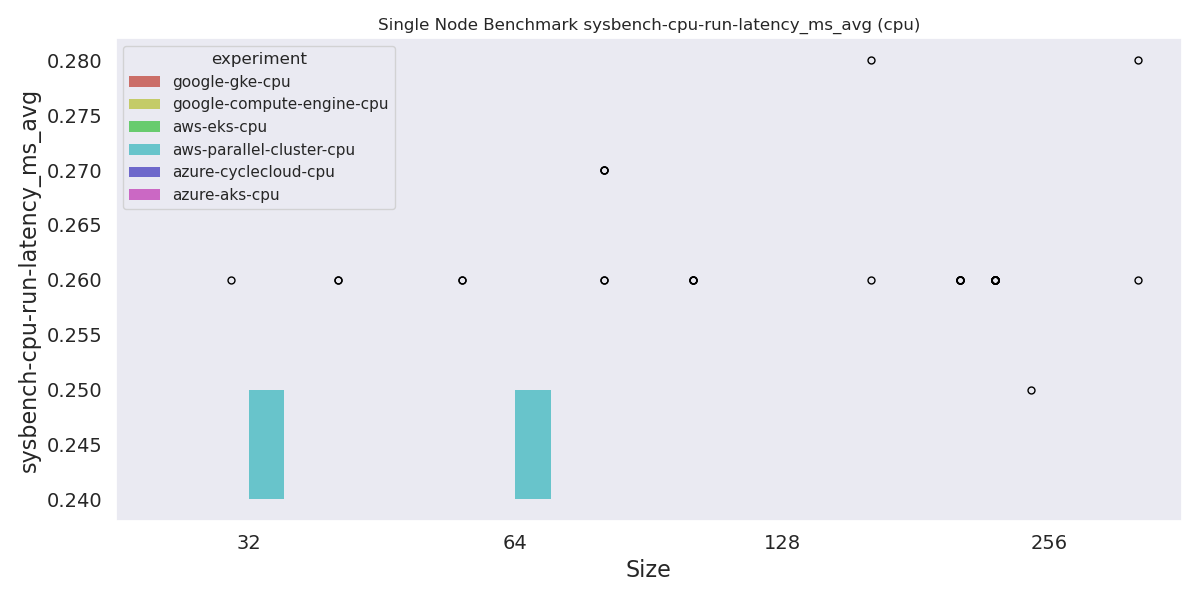 Single Node Benchmark sysbench-cpu-run-latency_ms_avg (cpu)
sysbench-cpu-run-latency_ms_avg
0.280
0.275
0.270
0.265
0.260
0.255
0.250
0.245
0.240
experiment
google-gke-cpu
google-compute-engine-cpu
aws-eks-cpu
aws-parallel-cluster-cpu
azure-cyclecloud-cpu
azure-aks-cpu
32 64 128 256
Size